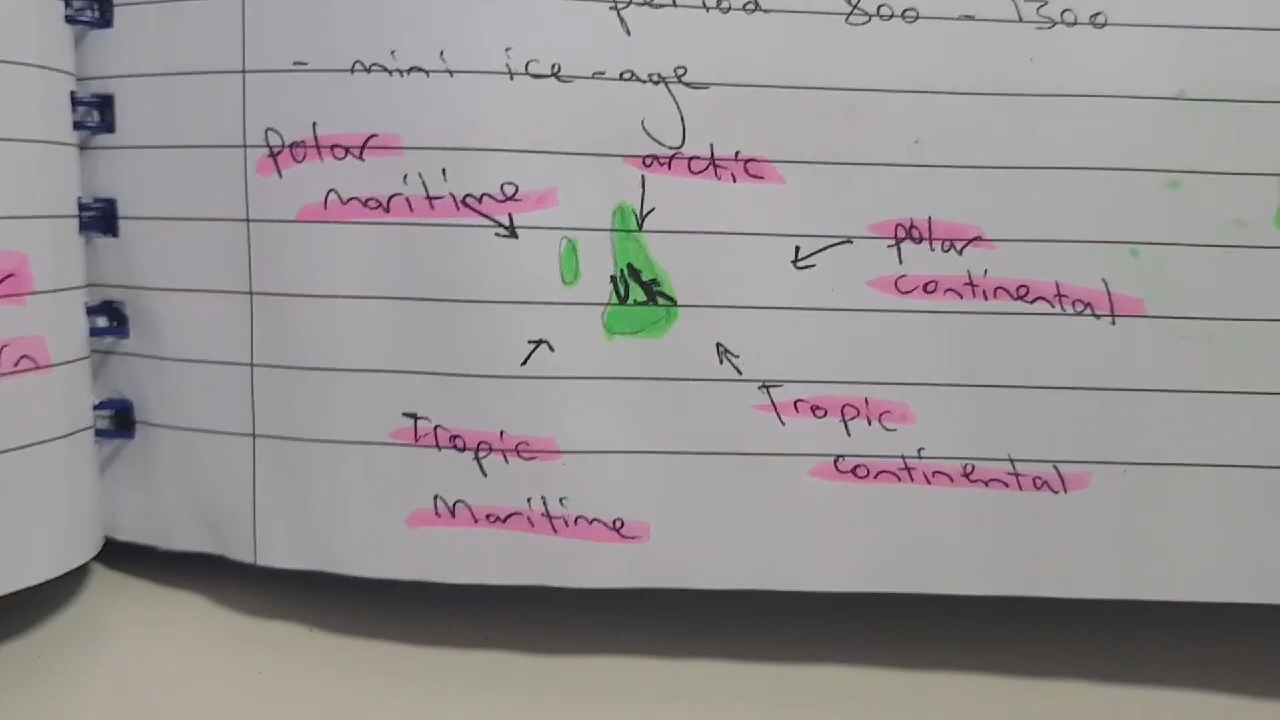 period 800 - 1300
- mini ice-age
polar
maritime
arctic
polar
continental
UK
Tropic
continental
Tropic
Maritime